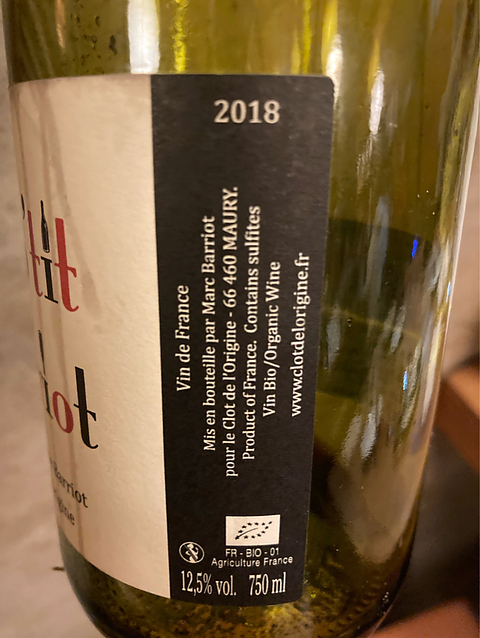 2018
tit
Vin de France
Mis en bouteille par Marc Barriot
pour le Clot de l'Origine - 66 460 MAURY.
Product of France. Contains sulfites
Vin Bio/Organic Wine
www.clotdelorigine.fr
Barriot
FR - BIO - 01
Agriculture France
12,5% vol. 750 ml